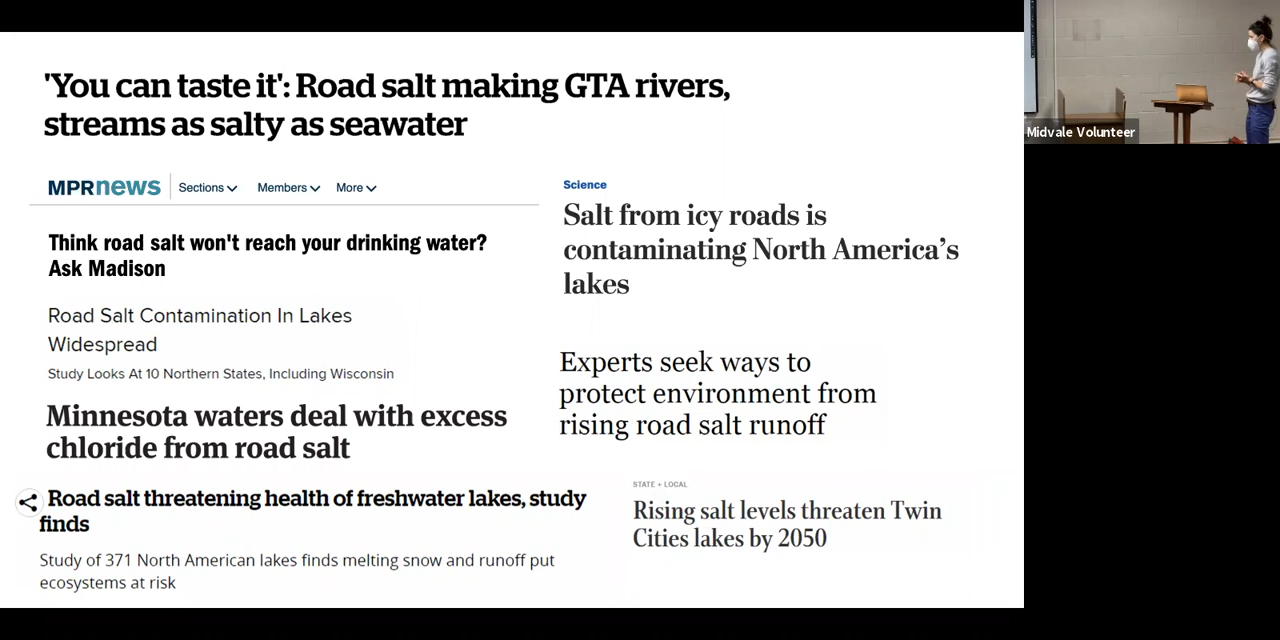 'You can taste it': Road salt making GTA rivers,
streams as salty as seawater
MPRnews
Sections
Members
More
Think road salt won't reach your drinking water?
Ask Madison
Road Salt Contamination In Lakes
Widespread
Study Looks At 10 Northern States, Including Wisconsin
Minnesota waters deal with excess
chloride from road salt
Road salt threatening health of freshwater lakes, study
finds
Study of 371 North American lakes finds melting snow and runoff put
ecosystems at risk
Science
Salt from icy roads is
contaminating North America's
lakes
Experts seek ways to
protect environment from
rising road salt runoff
STATE + LOCAL
Rising salt levels threaten Twin
Cities lakes by 2050
Midvale Volunteer